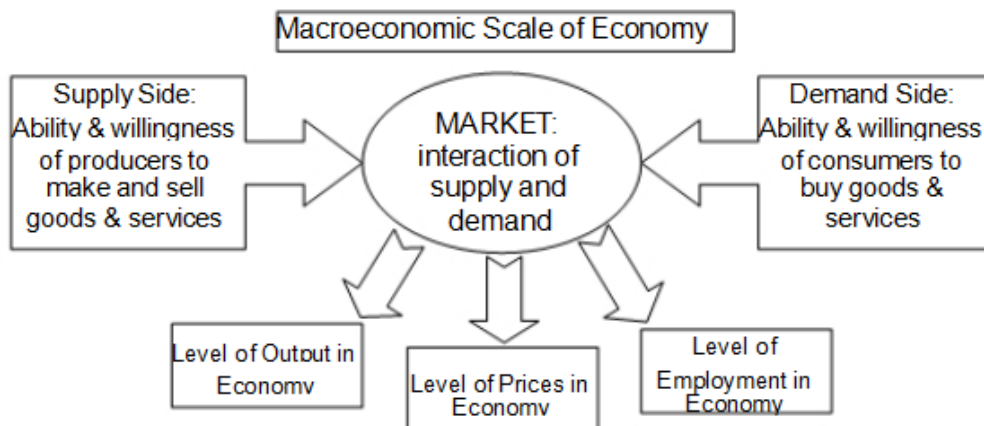 Macroeconomic Scale of Economy
Supply Side:
Ability & willingness
of producers to
make and sell
goods & services
MARKET:
interaction of
supply and
demand
Demand Side:
Ability & willingness
of consumers to
buy goods &
services
Level of Output in
Economy
Level of Prices in
Economy
Level of
Employment in
Economy